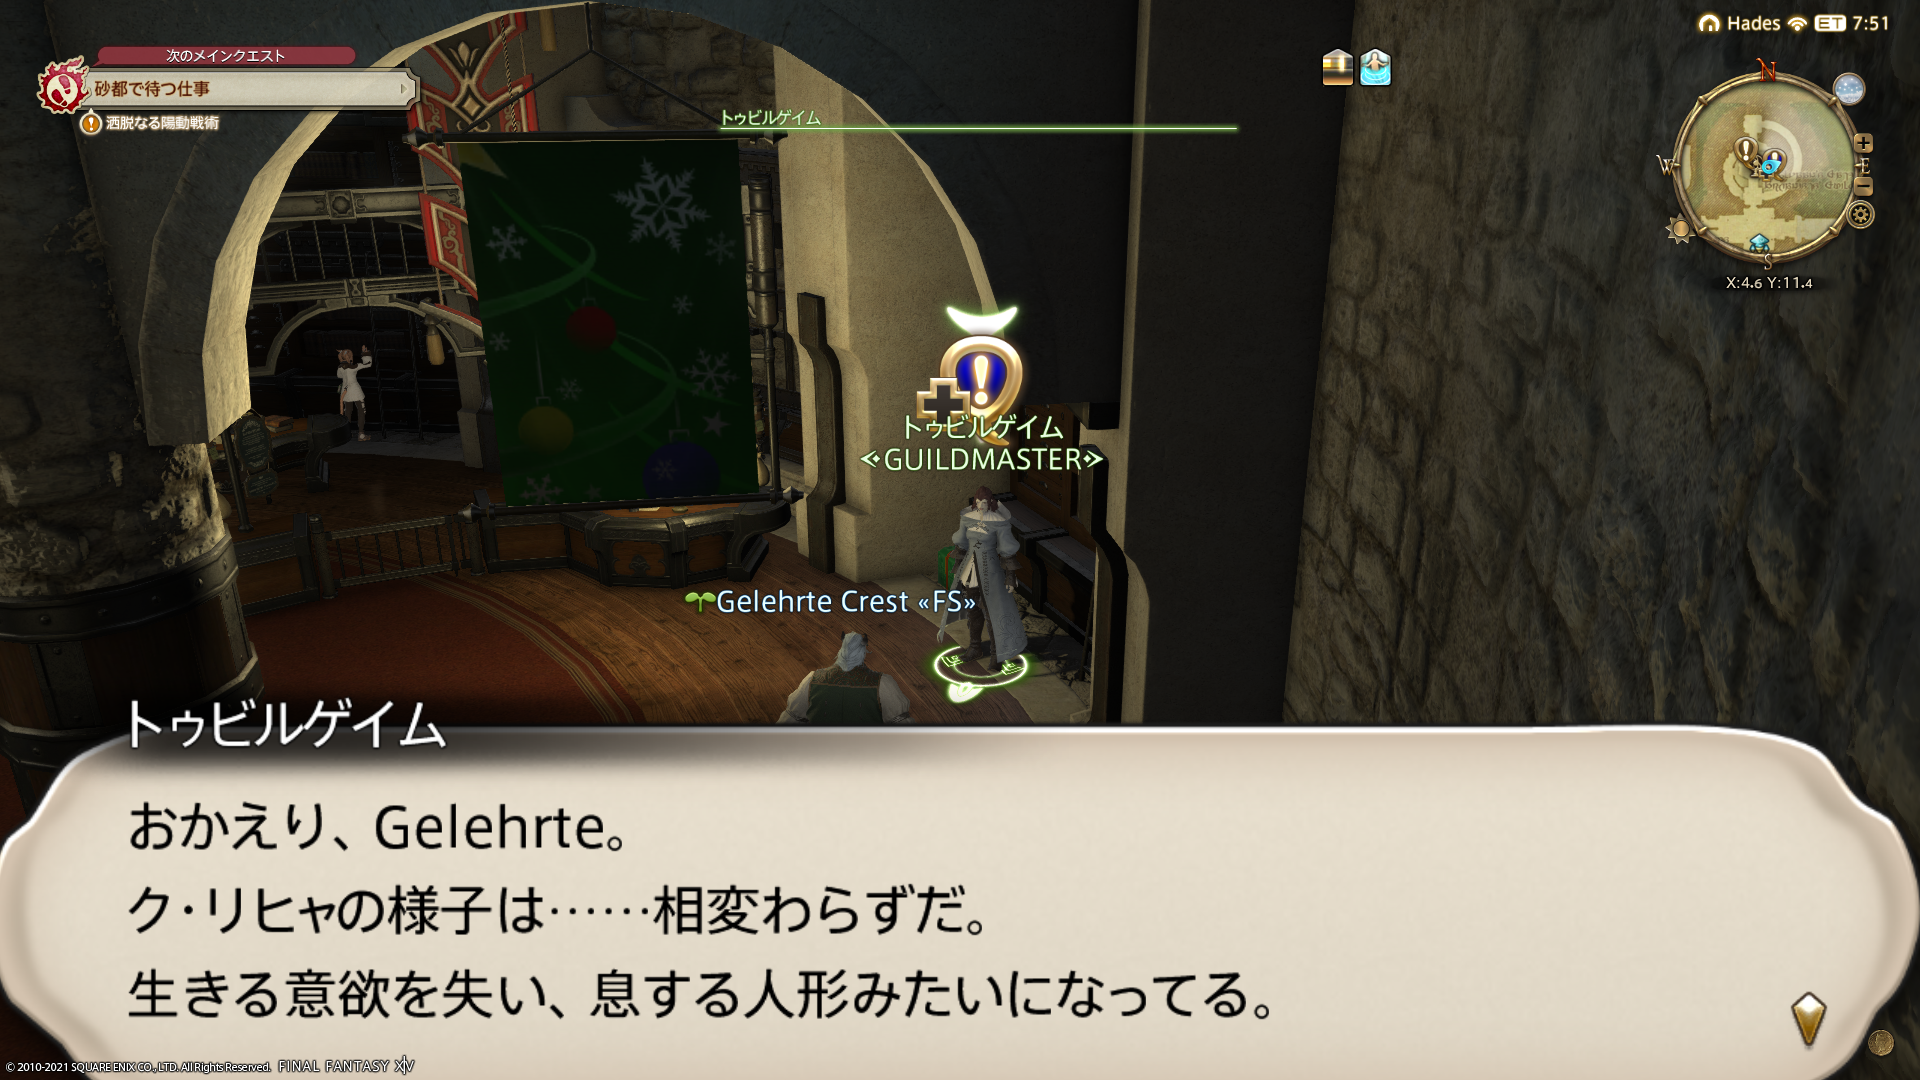 Hades ET 7:51
次のメインクエスト
砂都で待つ仕事
洒脱なる陽動戦術
トゥビルゲイム
N
W
E
S
X:4.6 Y:11.4
トゥビルゲイム
GUILDMASTER
Gelehrte Crest «FS»
トゥビルゲイム
おかえり、Gelehrte。
ク・リヒャの様子は……相変わらずだ。
生きる意欲を失い、息する人形みたいになってる。
© 2010-2021 SQUARE ENIX CO., LTD. All Rights Reserved. FINAL FANTASY XIV